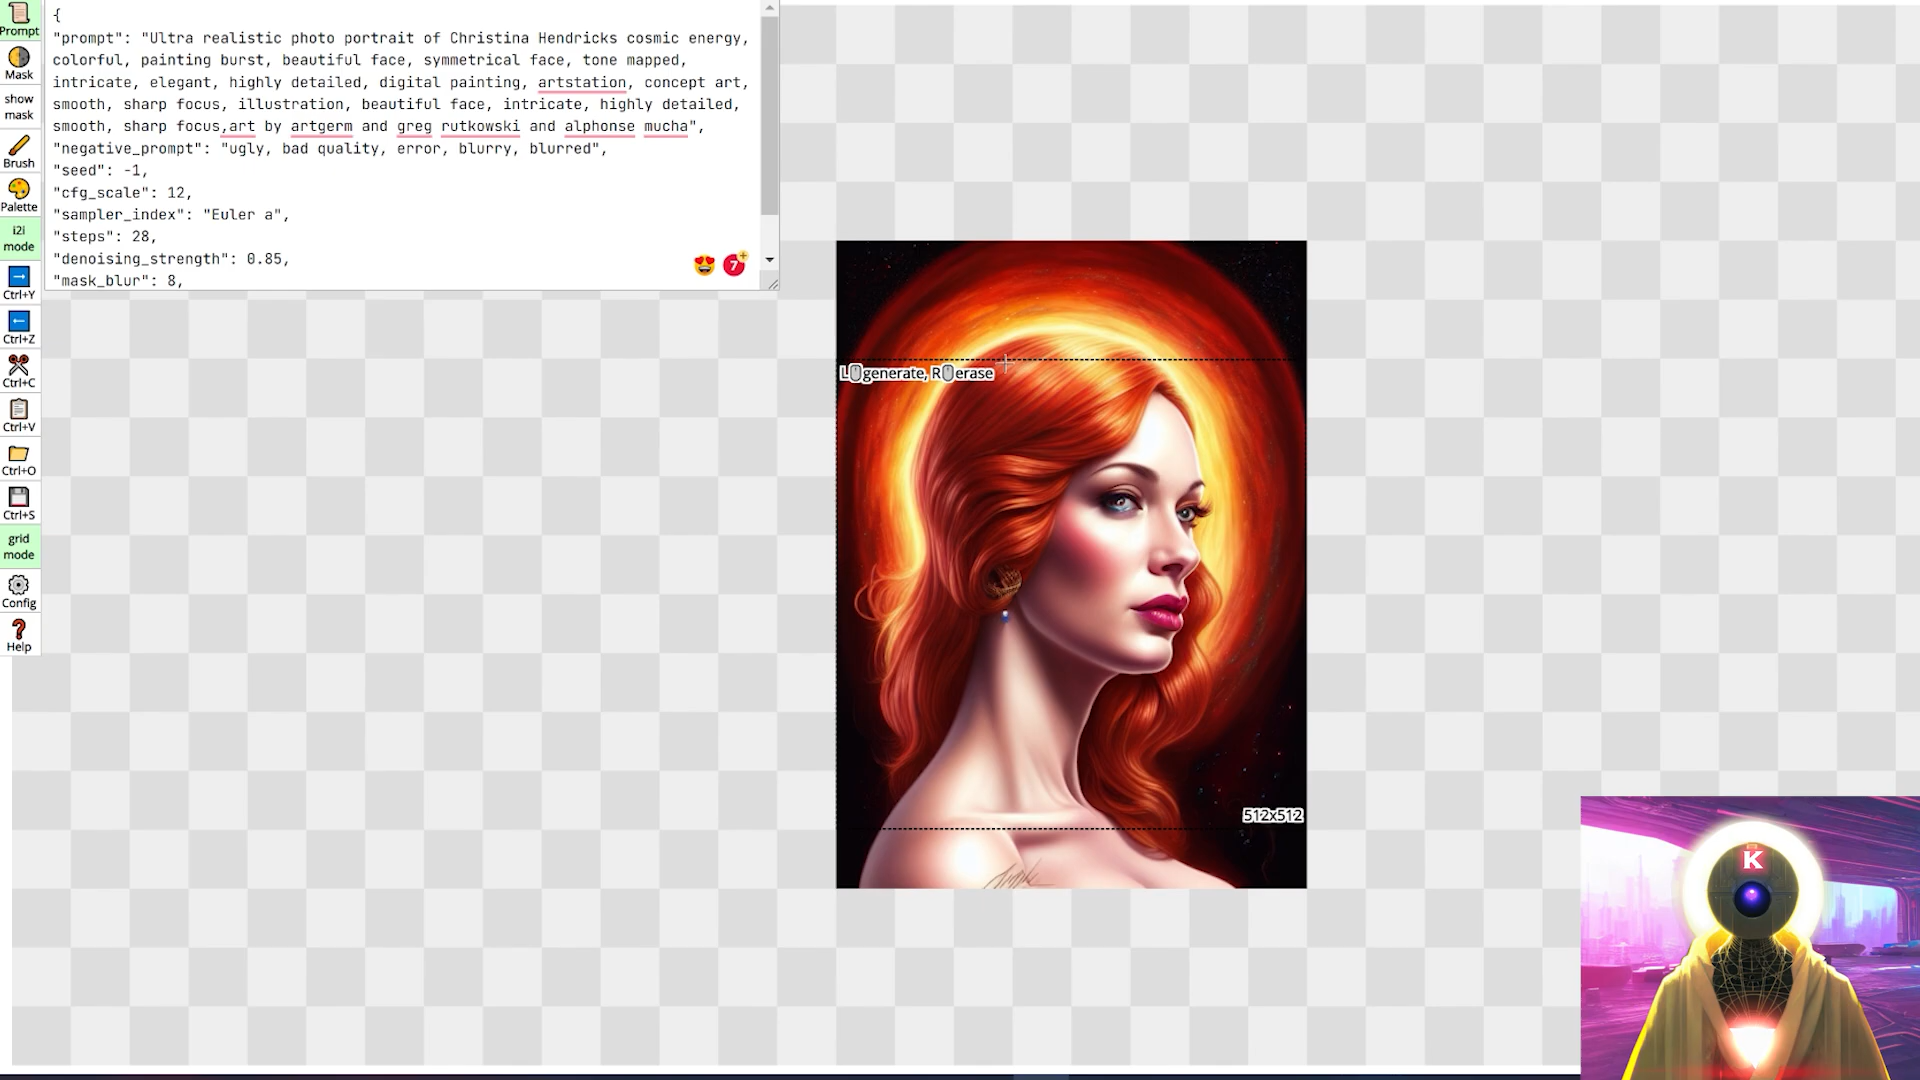 Prompt
Mask
show
mask
Brush
Palette
i2i
mode
Ctrl+Y
Ctrl+Z
Ctrl+C
Ctrl+V
Ctrl+O
Ctrl+S
grid
mode
Config
Help
{
"prompt": "Ultra realistic photo portrait of Christina Hendricks cosmic energy,
colorful, painting burst, beautiful face, symmetrical face, tone mapped,
intricate, elegant, highly detailed, digital painting, artstation, concept art,
smooth, sharp focus, illustration, beautiful face, intricate, highly detailed,
smooth, sharp focus,art by artgerm and greg rutkowski and alphonse mucha",
"negative_prompt": "ugly, bad quality, error, blurry, blurred",
"seed": -1,
"cfg_scale": 12,
"sampler_index": "Euler a",
"steps": 28,
"denoising_strength": 0.85,
"mask_blur": 8,
7
L generate, R erase
512x512
K